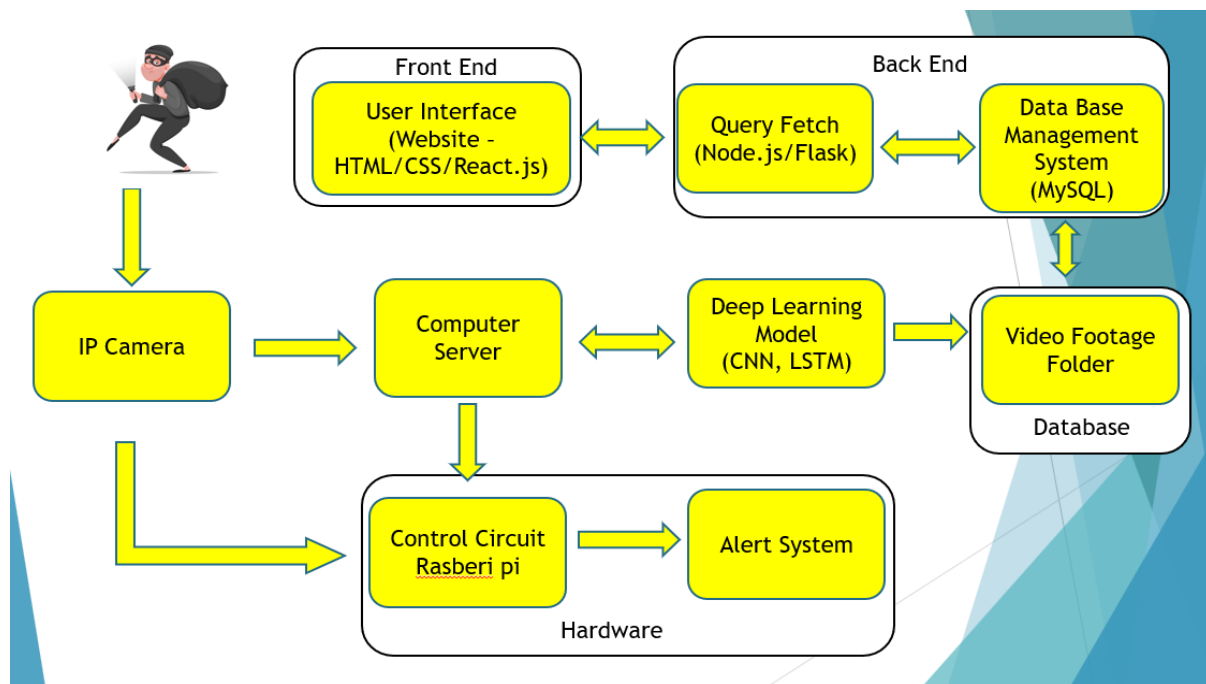 Front End
User Interface
(Website –
HTML/CSS/React.js)
Back End
Query Fetch
(Node.js/Flask)
Data Base
Management
System
(MySQL)
IP Camera
Computer
Server
Deep Learning
Model
(CNN, LSTM)
Video Footage
Folder
Database
Control Circuit
Rasberi pi
Alert System
Hardware